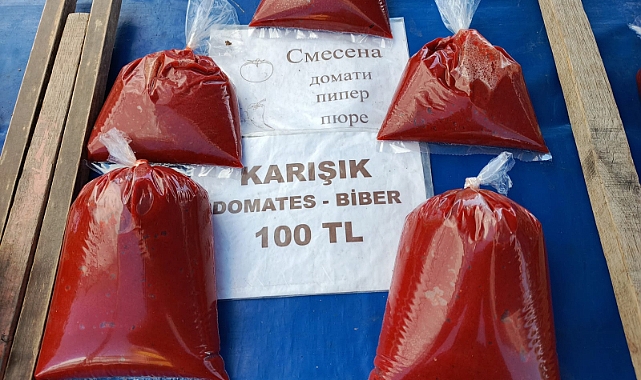 Смесена
домати
пипер
пюре
KARIŞIK
DOMATES - BİBER
100 TL